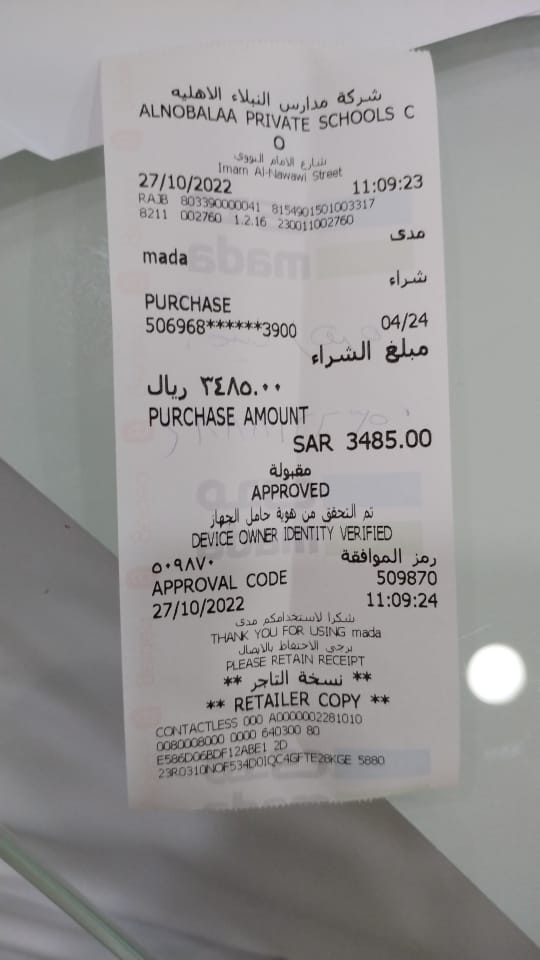 شركة مدارس النبلاء الاهليه
ALNOBALAA PRIVATE SCHOOLS C
O
شارع الامام النووي
Imam Al-Nawawi Street
27/10/2022 11:09:23
RAJB 803390000041 8154901501003317
8211 002760 1.2.16 230011002760
مدى
mada
شراء
PURCHASE
506968******3900 04/24
مبلغ الشراء
٣٤٨٥.٠٠ ريال
PURCHASE AMOUNT
SAR 3485.00
مقبولة
APPROVED
تم التحقق من هوية حامل الجهاز
DEVICE OWNER IDENTITY VERIFIED
رمز الموافقة ٥٠٩٨٧٠
APPROVAL CODE 509870
27/10/2022 11:09:24
شكرا لاستخدامكم مدى
THANK YOU FOR USING mada
يرجى الاحتفاظ بالايصال
PLEASE RETAIN RECEIPT
** نسخة التاجر **
** RETAILER COPY **
CONTACTLESS 000 A0000002281010
0080008000 0000 640300 80
E586D06BDF12ABE1 2D
23R0310NOF534D01QC4GFTE28KGE 5880